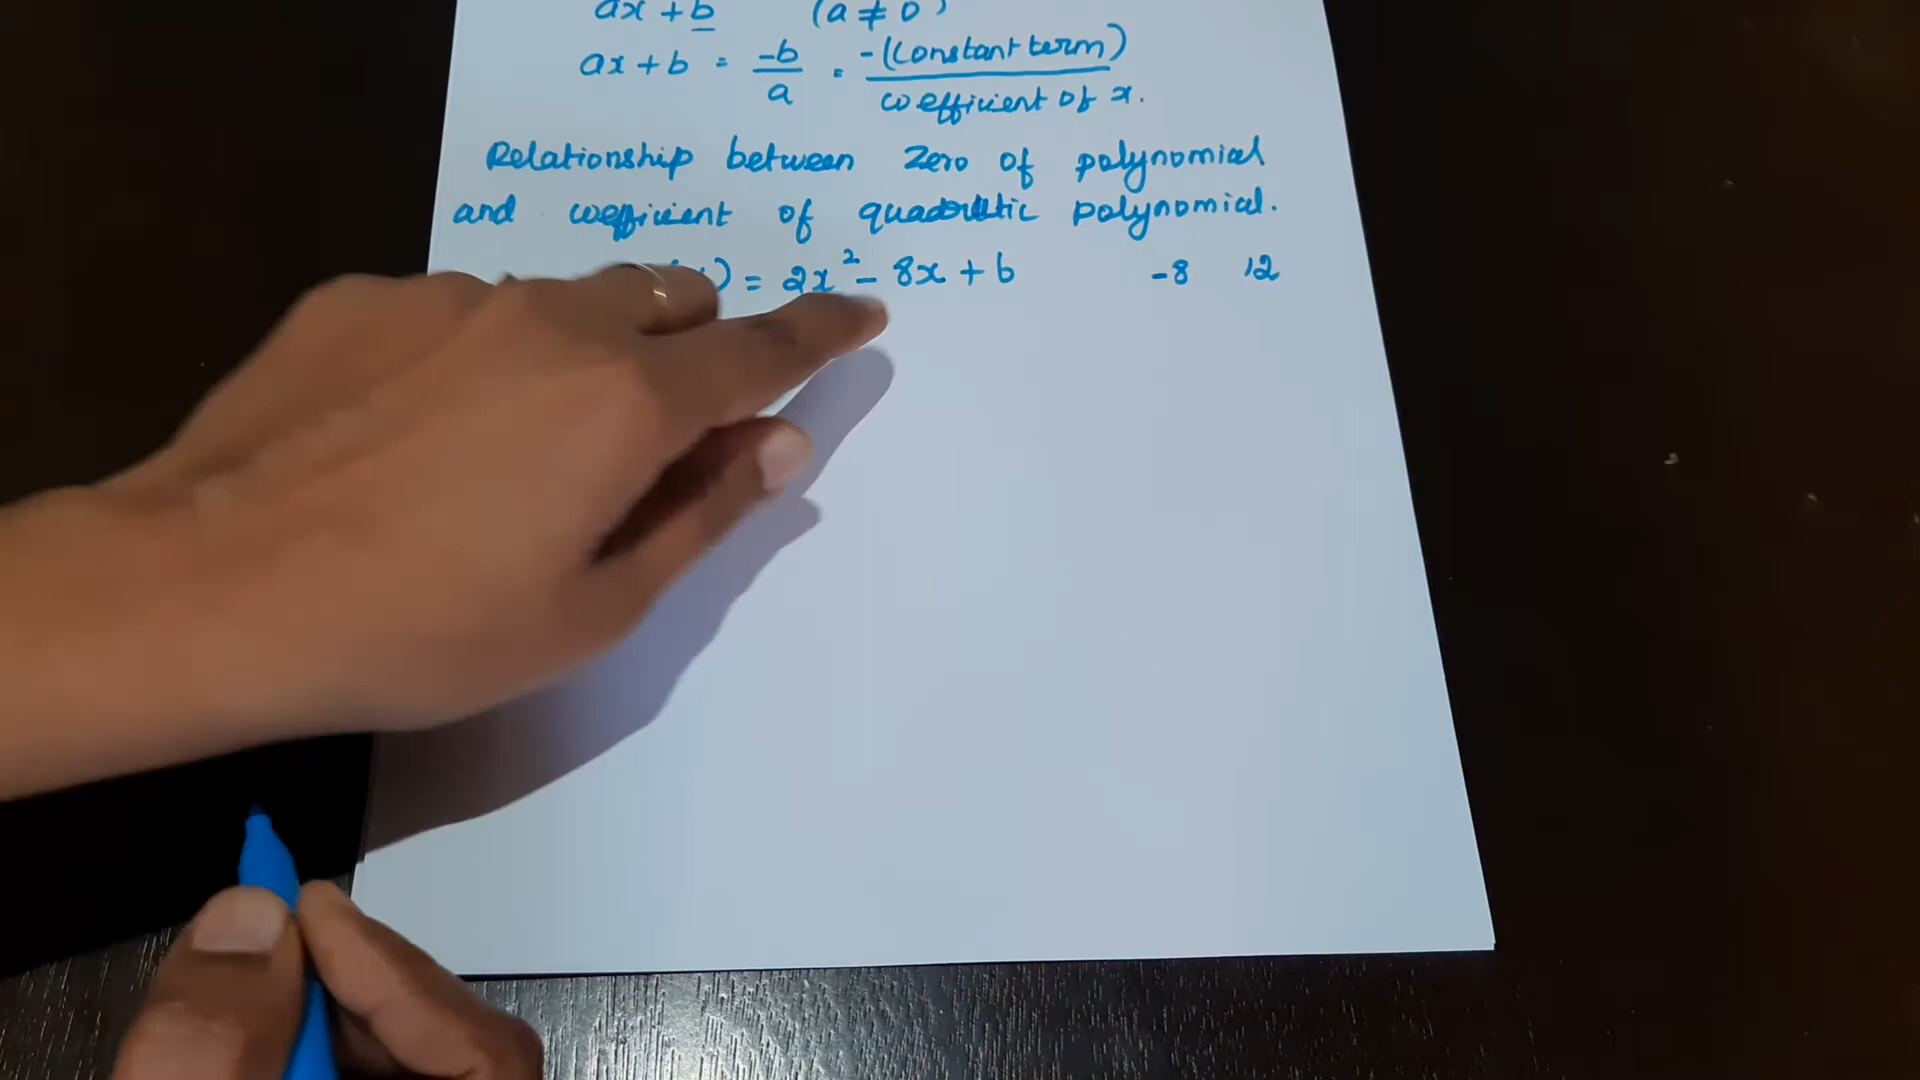 ax + b (a ≠ 0)
ax + b = -b/a = -(constant term)/coefficient of x.
Relationship between Zero of polynomial
and coefficient of quadratic polynomial.
) = 2x² - 8x + 6 -8 12